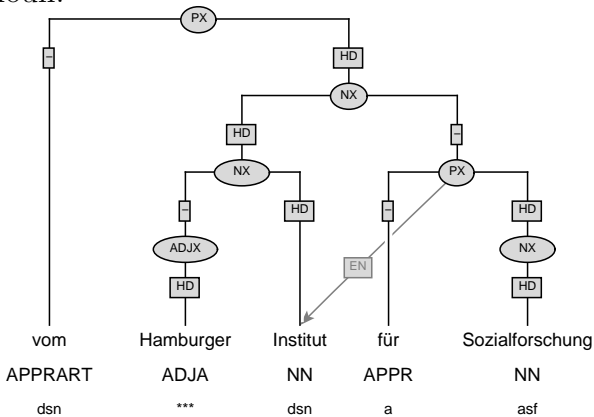 PX
– HD
NX
HD –
NX PX
– HD – HD
ADJX EN NX
HD HD
vom Hamburger Institut für Sozialforschung
APPRART ADJA NN APPR NN
dsn *** dsn a asf